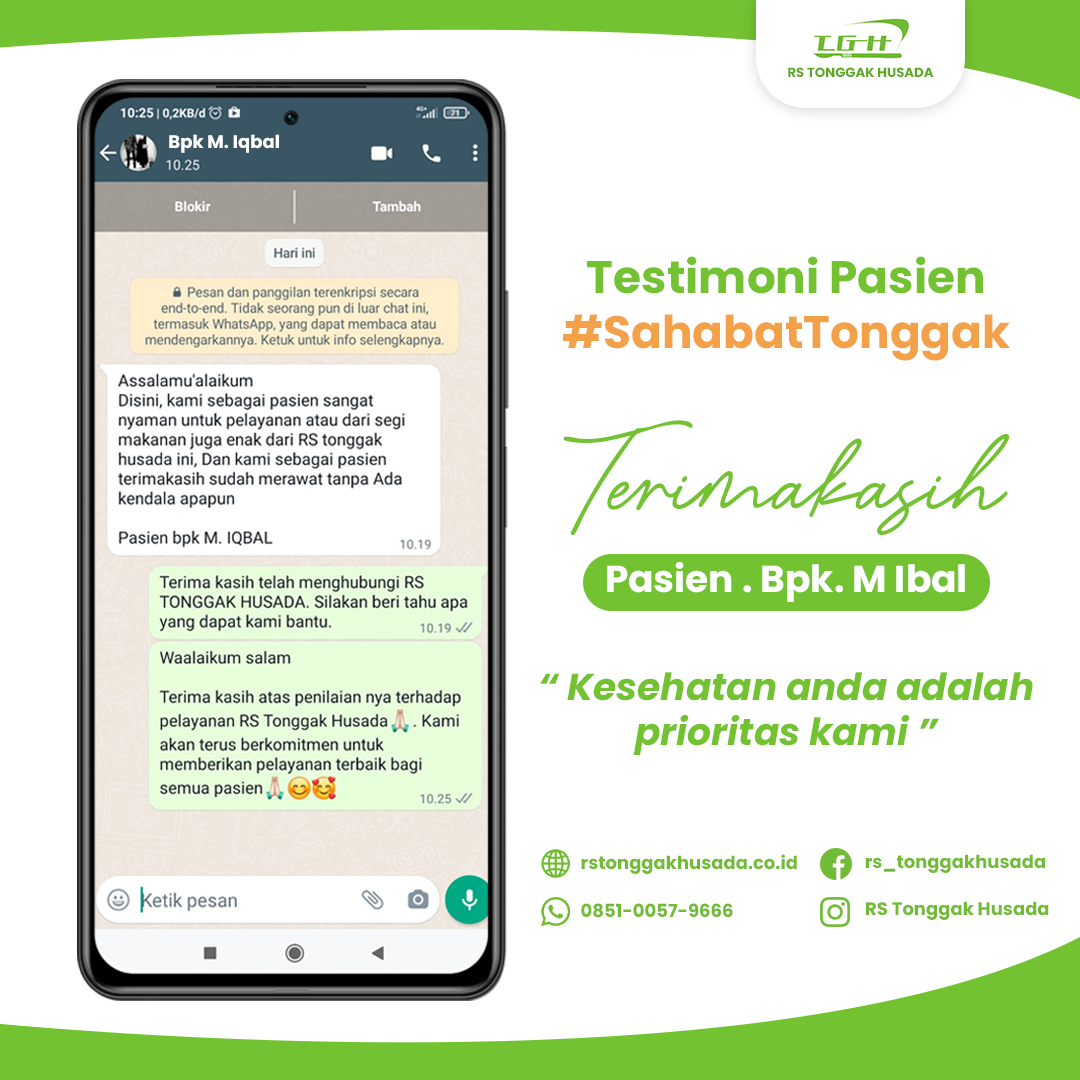 TGH
RS TONGGAK HUSADA
10:25 | 0,2KB/d
4G+
71
Bpk M. Iqbal
10.25
Blokir
Tambah
Hari ini
Pesan dan panggilan terenkripsi secara
end-to-end. Tidak seorang pun di luar chat ini,
termasuk WhatsApp, yang dapat membaca atau
mendengarkannya. Ketuk untuk info selengkapnya.
Assalamu'alaikum
Disini, kami sebagai pasien sangat
nyaman untuk pelayanan atau dari segi
makanan juga enak dari RS tonggak
husada ini, Dan kami sebagai pasien
terimakasih sudah merawat tanpa Ada
kendala apapun
Pasien bpk M. IQBAL
10.19
Terima kasih telah menghubungi RS
TONGGAK HUSADA. Silakan beri tahu apa
yang dapat kami bantu.
10.19
Waalaikum salam
Terima kasih atas penilaian nya terhadap
pelayanan RS Tonggak Husada🙏🏻. Kami
akan terus berkomitmen untuk
memberikan pelayanan terbaik bagi
semua pasien🙏🏻😊🥰
10.25
Ketik pesan
Testimoni Pasien
#SahabatTonggak
Terimakasih
Pasien . Bpk. M Ibal
“ Kesehatan anda adalah
prioritas kami ”
rstonggakhusada.co.id
rs_tonggakhusada
0851-0057-9666
RS Tonggak Husada